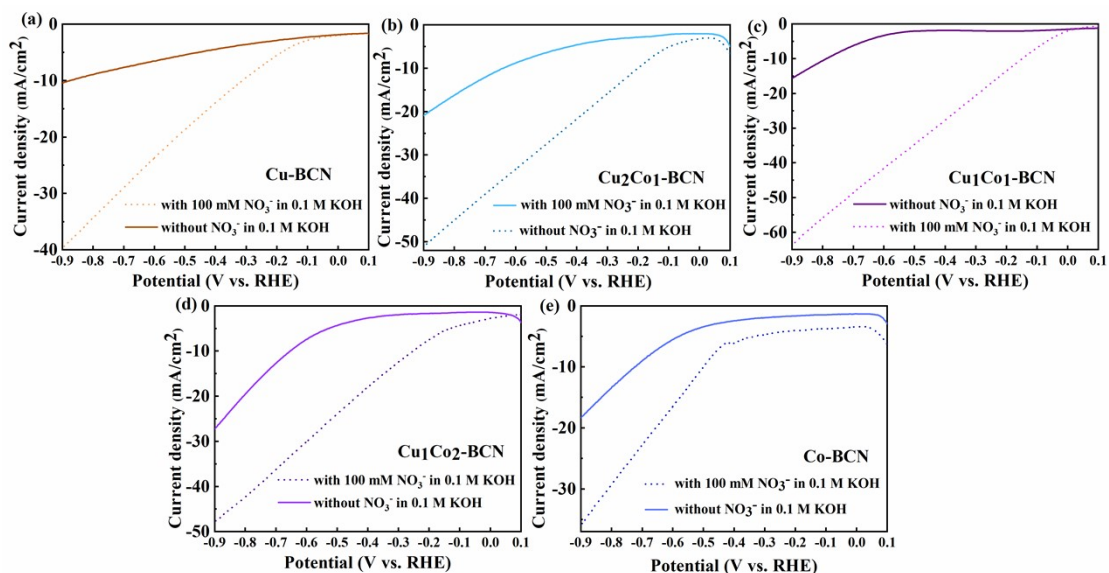 (a)
0
-10
-20
-30
-40
Current density (mA/cm²)
Cu-BCN
with 100 mM NO₃⁻ in 0.1 M KOH
without NO₃⁻ in 0.1 M KOH
-0.9 -0.8 -0.7 -0.6 -0.5 -0.4 -0.3 -0.2 -0.1 0.0 0.1
Potential (V vs. RHE)
(b)
0
-10
-20
-30
-40
-50
Current density (mA/cm²)
Cu₂Co₁-BCN
with 100 mM NO₃⁻ in 0.1 M KOH
without NO₃⁻ in 0.1 M KOH
-0.9 -0.8 -0.7 -0.6 -0.5 -0.4 -0.3 -0.2 -0.1 0.0 0.1
Potential (V vs. RHE)
(c)
0
-10
-20
-30
-40
-50
-60
Current density (mA/cm²)
Cu₁Co₁-BCN
without NO₃⁻ in 0.1 M KOH
with 100 mM NO₃⁻ in 0.1 M KOH
-0.9 -0.8 -0.7 -0.6 -0.5 -0.4 -0.3 -0.2 -0.1 0.0 0.1
Potential (V vs. RHE)
(d)
0
-10
-20
-30
-40
-50
Current density (mA/cm²)
Cu₁Co₂-BCN
with 100 mM NO₃⁻ in 0.1 M KOH
without NO₃⁻ in 0.1 M KOH
-0.9 -0.8 -0.7 -0.6 -0.5 -0.4 -0.3 -0.2 -0.1 0.0 0.1
Potential (V vs. RHE)
(e)
0
-10
-20
-30
Current density (mA/cm²)
Co-BCN
with 100 mM NO₃⁻ in 0.1 M KOH
without NO₃⁻ in 0.1 M KOH
-0.9 -0.8 -0.7 -0.6 -0.5 -0.4 -0.3 -0.2 -0.1 0.0 0.1
Potential (V vs. RHE)